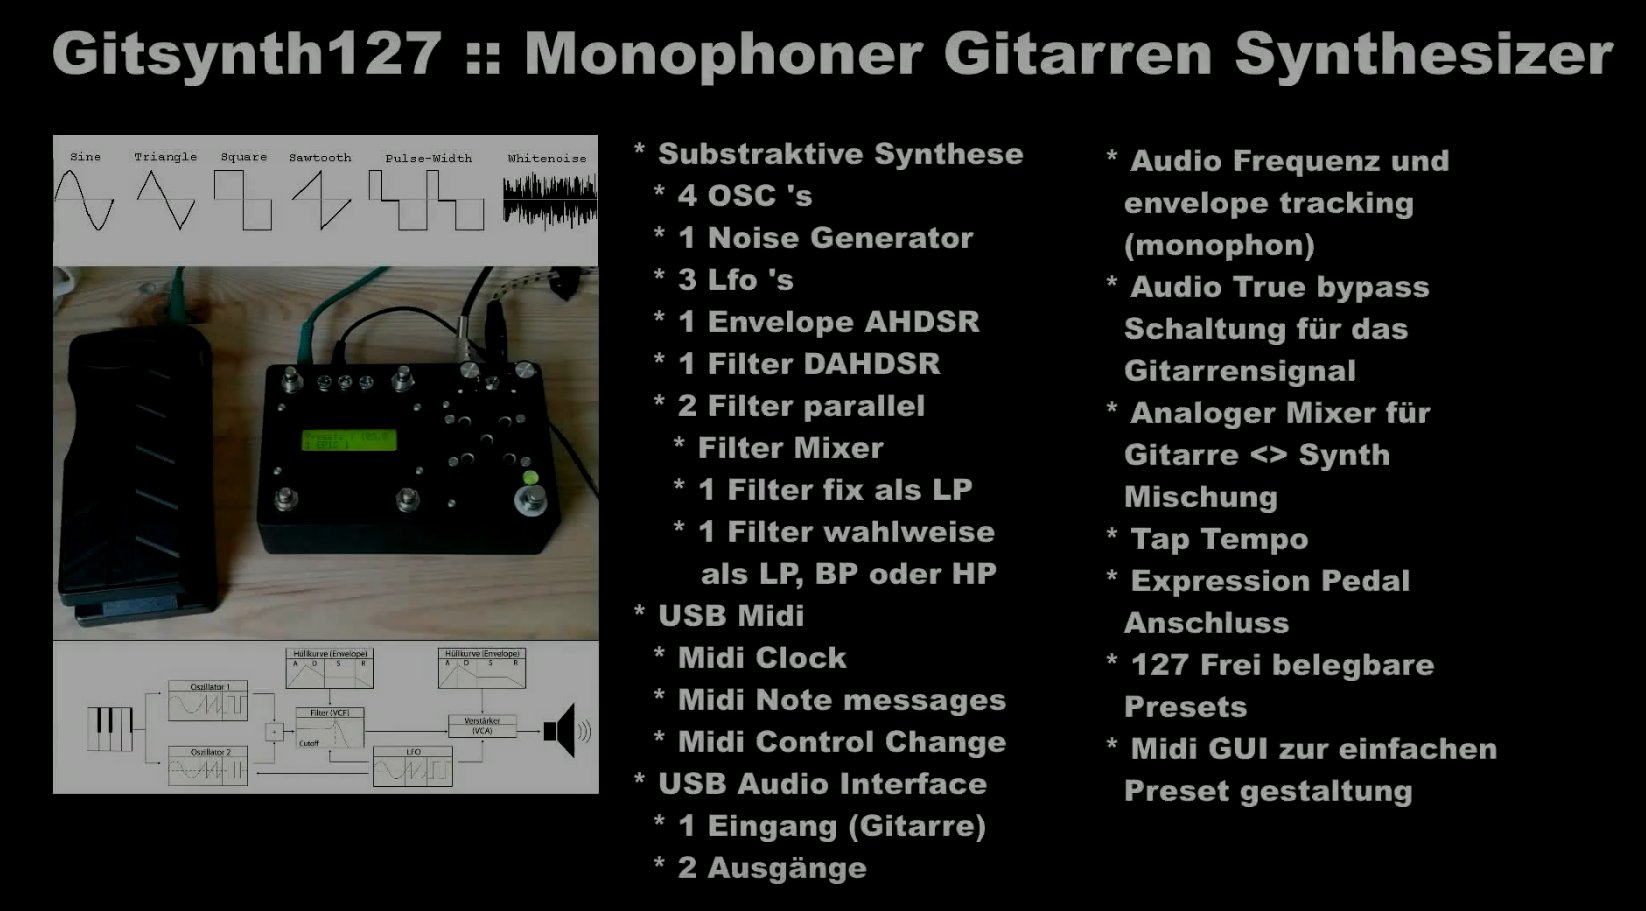 Gitsynth127 :: Monophoner Gitarren Synthesizer
Sine Triangle Square Sawtooth Pulse-Width Whitenoise
Hüllkurve (Envelope) Hüllkurve (Envelope)
A D S R A D S R
Oszillator 1
Filter (VCF)
Cutoff
Verstärker
(VCA)
Oszillator 2
LFO
* Substraktive Synthese
* 4 OSC 's
* 1 Noise Generator
* 3 Lfo 's
* 1 Envelope AHDSR
* 1 Filter DAHDSR
* 2 Filter parallel
* Filter Mixer
* 1 Filter fix als LP
* 1 Filter wahlweise
als LP, BP oder HP
* USB Midi
* Midi Clock
* Midi Note messages
* Midi Control Change
* USB Audio Interface
* 1 Eingang (Gitarre)
* 2 Ausgänge
* Audio Frequenz und
envelope tracking
(monophon)
* Audio True bypass
Schaltung für das
Gitarrensignal
* Analoger Mixer für
Gitarre <> Synth
Mischung
* Tap Tempo
* Expression Pedal
Anschluss
* 127 Frei belegbare
Presets
* Midi GUI zur einfachen
Preset gestaltung